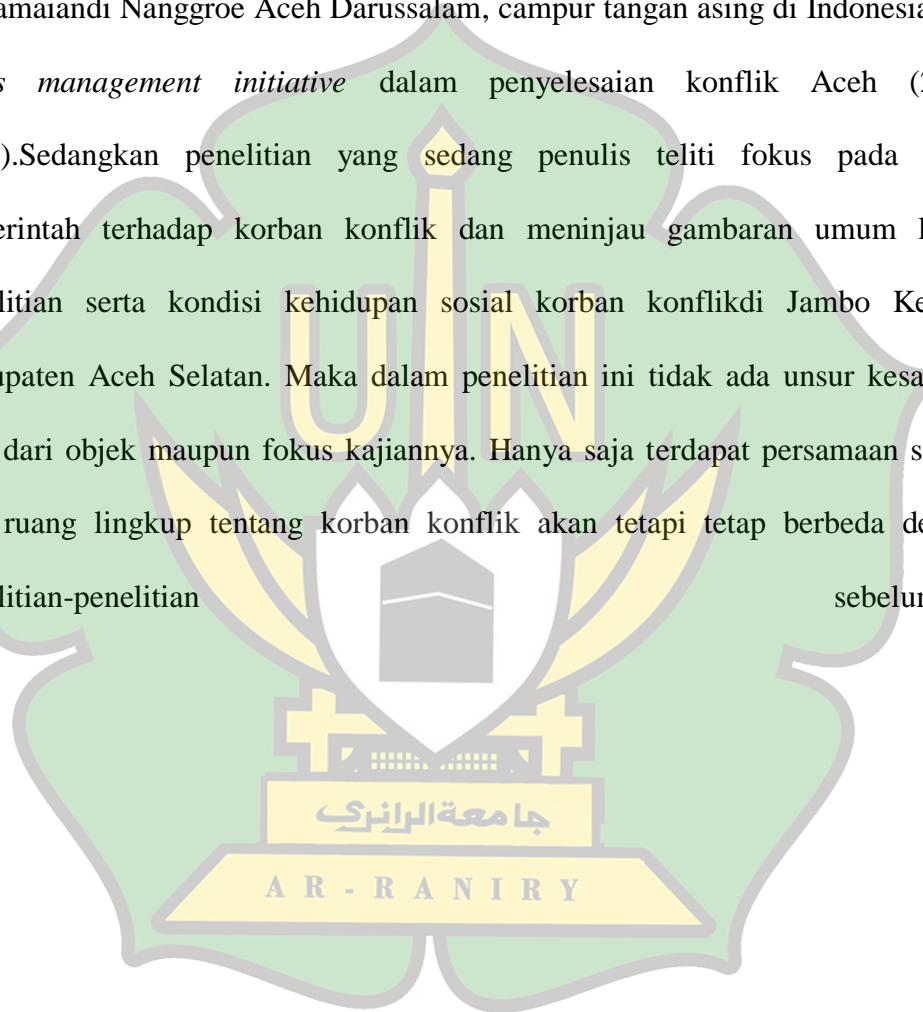 amaiandi Nanggroe Aceh Darussalam, campur tangan asing di Indonesia
s management initiative dalam penyelesaian konflik Aceh (
).Sedangkan penelitian yang sedang penulis teliti fokus pada
erintah terhadap korban konflik dan meninjau gambaran umum
litian serta kondisi kehidupan sosial korban konflikdi Jambo Ke
upaten Aceh Selatan. Maka dalam penelitian ini tidak ada unsur kesa
dari objek maupun fokus kajiannya. Hanya saja terdapat persamaan s
ruang lingkup tentang korban konflik akan tetapi tetap berbeda de
litian-penelitian sebelum
UIN
جامعة الرانري
AR-RANIRY